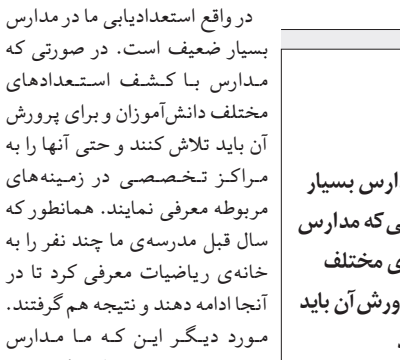 در واقع استعدادیابی ما در مدارس
بسیار ضعیف است. در صورتی که
مدارس با کشف استعدادهای
مختلف دانش‌آموزان و برای پرورش
آن باید تلاش کنند و حتی آنها را به
مراکز تخصصی در زمینه‌های
مربوطه معرفی نمایند. همانطور که
سال قبل مدرسه‌ی ما چند نفر را به
خانه‌ی ریاضیات معرفی کرد تا در
آنجا ادامه دهند و نتیجه هم گرفتند.
مورد دیگر این که ما مدارس
بسیار
که مدارس
مختلف
آن باید